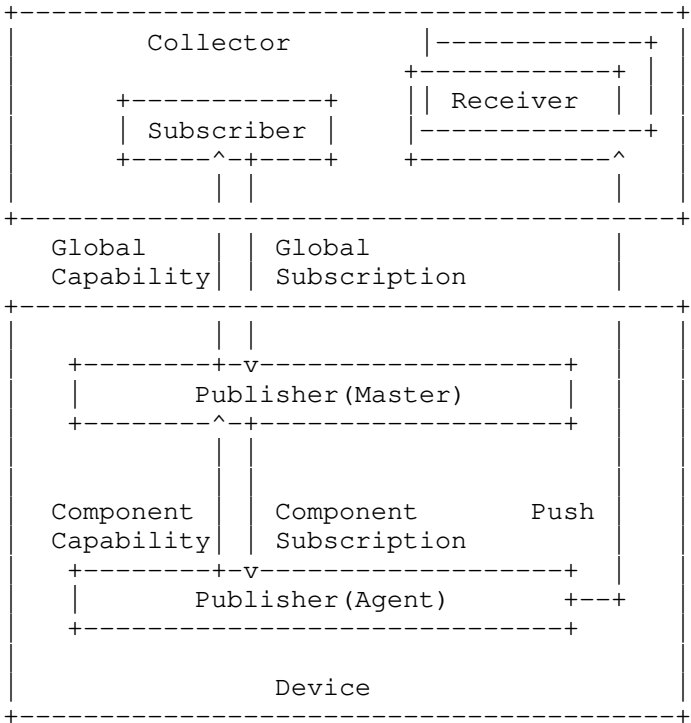 Collector
Receiver
Subscriber
Global Global
Capability Subscription
Publisher(Master)
Component Component Push
Capability Subscription
Publisher(Agent)
Device